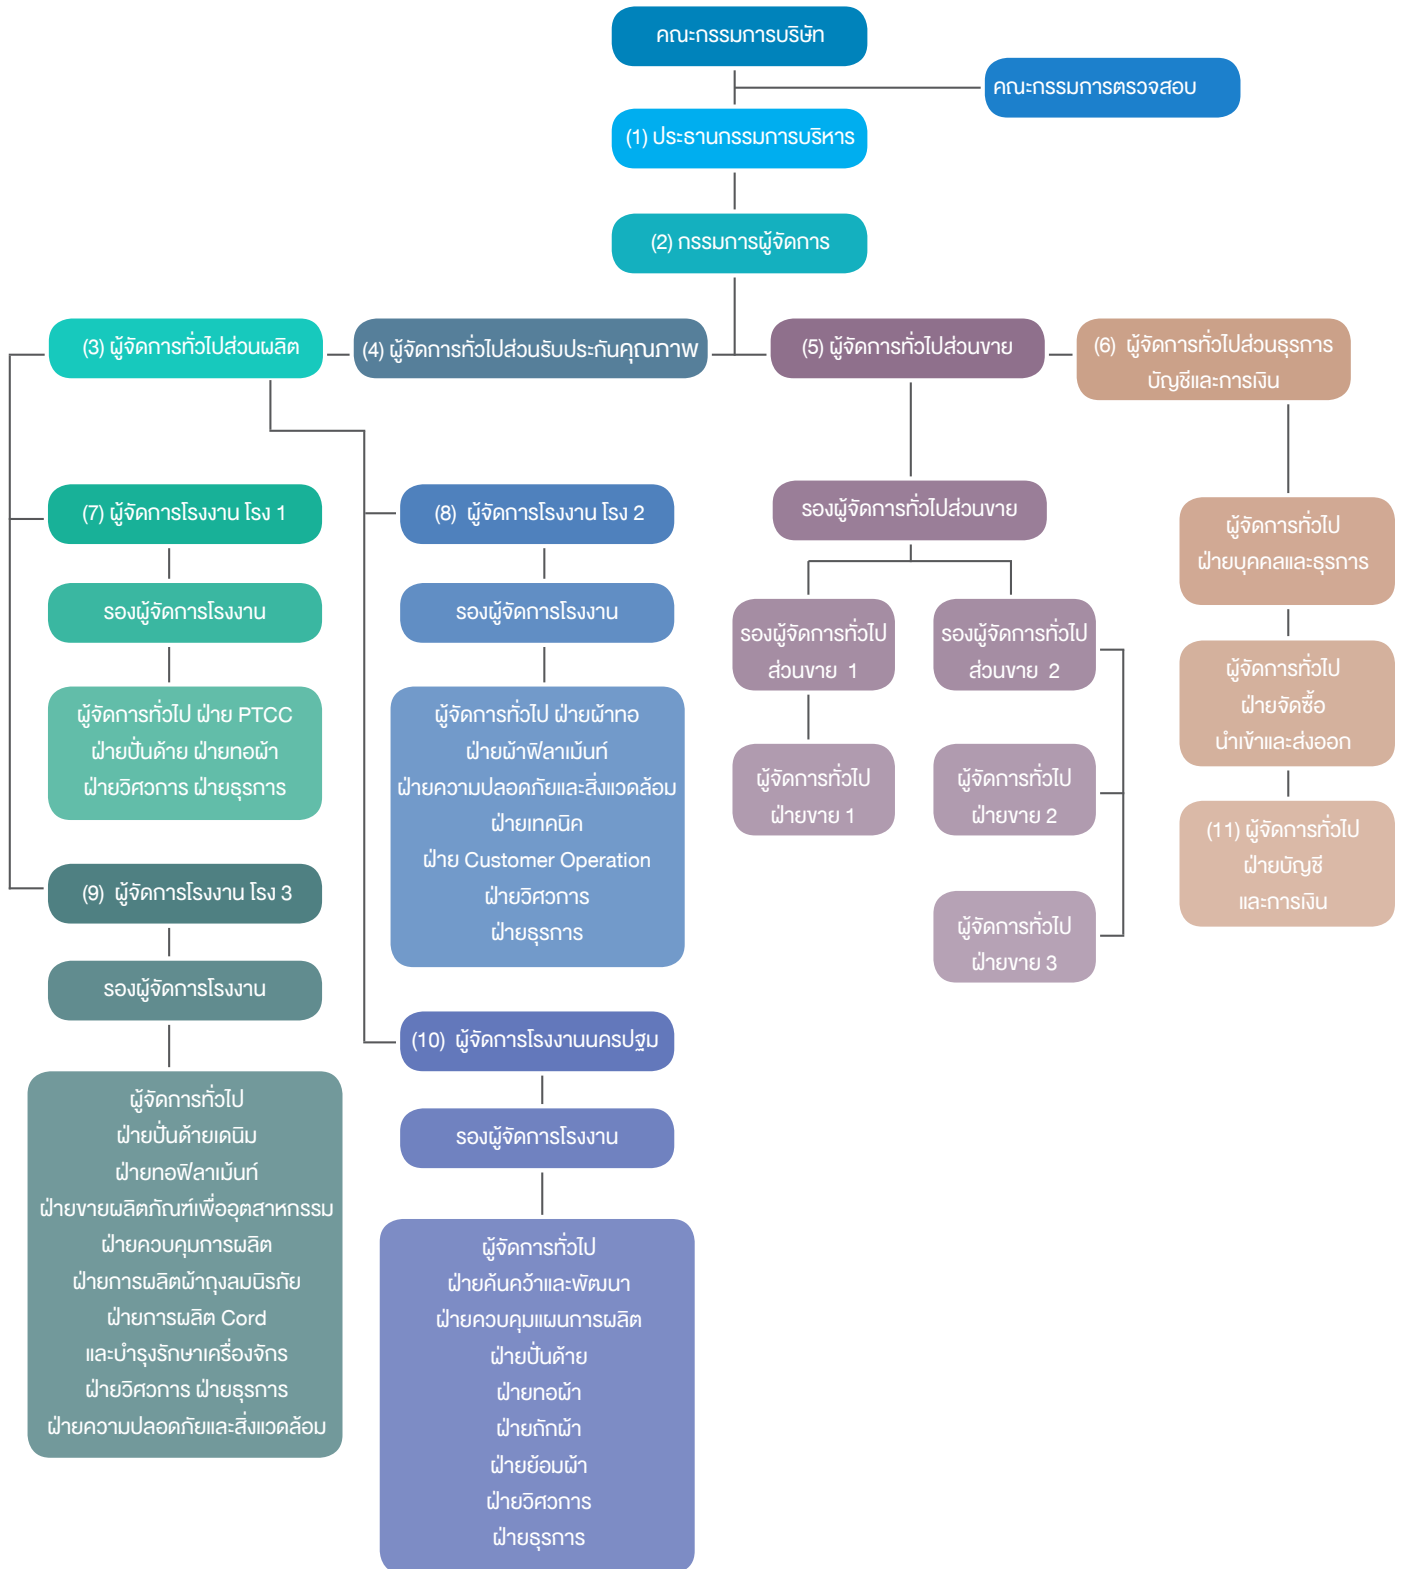 คณะกรรมการบริษัท
คณะกรรมการตรวจสอบ
(1) ประธานกรรมการบริหาร
(2) กรรมการผู้จัดการ
(3) ผู้จัดการทั่วไปส่วนผลิต
(4) ผู้จัดการทั่วไปส่วนรับประกันคุณภาพ
(5) ผู้จัดการทั่วไปส่วนขาย
(6) ผู้จัดการทั่วไปส่วนธุรการ
บัญชีและการเงิน
(7) ผู้จัดการโรงงาน โรง 1
รองผู้จัดการโรงงาน
ผู้จัดการทั่วไป ฝ่าย PTCC
ฝ่ายปั่นด้าย ฝ่ายทอผ้า
ฝ่ายวิศวการ ฝ่ายธุรการ
(8) ผู้จัดการโรงงาน โรง 2
รองผู้จัดการโรงงาน
ผู้จัดการทั่วไป ฝ่ายผ้าทอ
ฝ่ายผ้าฟิลาเม้นท์
ฝ่ายความปลอดภัยและสิ่งแวดล้อม
ฝ่ายเทคนิค
ฝ่าย Customer Operation
ฝ่ายวิศวการ
ฝ่ายธุรการ
(9) ผู้จัดการโรงงาน โรง 3
รองผู้จัดการโรงงาน
ผู้จัดการทั่วไป
ฝ่ายปั่นด้ายเดนิม
ฝ่ายทอฟิลาเม้นท์
ฝ่ายขายผลิตภัณฑ์เพื่ออุตสาหกรรม
ฝ่ายควบคุมการผลิต
ฝ่ายการผลิตผ้าถุงลมนิรภัย
ฝ่ายการผลิต Cord
และบำรุงรักษาเครื่องจักร
ฝ่ายวิศวการ ฝ่ายธุรการ
ฝ่ายความปลอดภัยและสิ่งแวดล้อม
(10) ผู้จัดการโรงงานนครปฐม
รองผู้จัดการโรงงาน
ผู้จัดการทั่วไป
ฝ่ายค้นคว้าและพัฒนา
ฝ่ายควบคุมแผนการผลิต
ฝ่ายปั่นด้าย
ฝ่ายทอผ้า
ฝ่ายถักผ้า
ฝ่ายย้อมผ้า
ฝ่ายวิศวการ
ฝ่ายธุรการ
รองผู้จัดการทั่วไปส่วนขาย
รองผู้จัดการทั่วไป
ส่วนขาย 1
ผู้จัดการทั่วไป
ฝ่ายขาย 1
รองผู้จัดการทั่วไป
ส่วนขาย 2
ผู้จัดการทั่วไป
ฝ่ายขาย 2
ผู้จัดการทั่วไป
ฝ่ายขาย 3
ผู้จัดการทั่วไป
ฝ่ายบุคคลและธุรการ
ผู้จัดการทั่วไป
ฝ่ายจัดซื้อ
นำเข้าและส่งออก
(11) ผู้จัดการทั่วไป
ฝ่ายบัญชี
และการเงิน